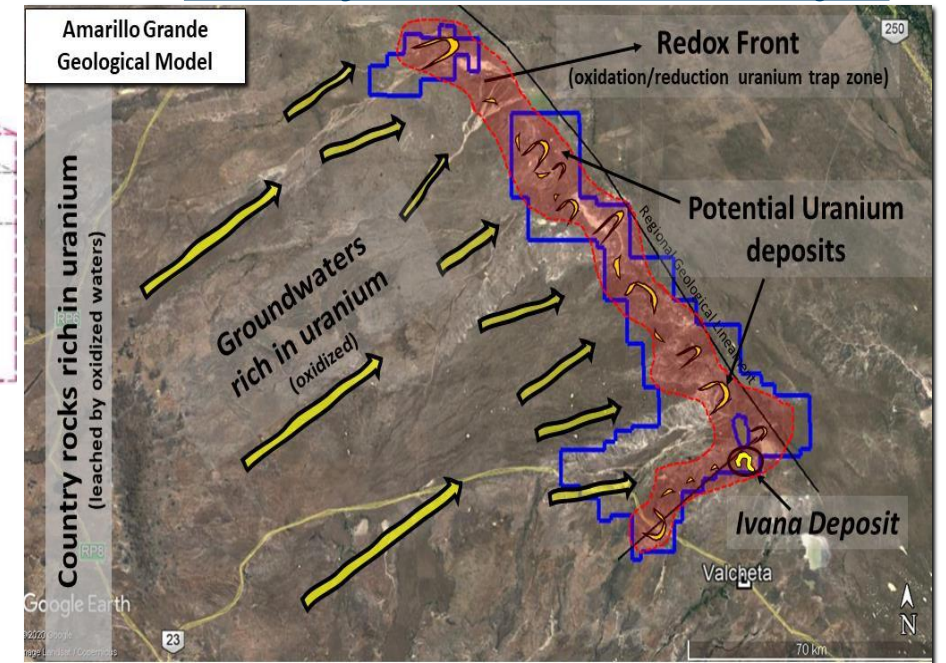 Amarillo Grande
Geological Model
250
Redox Front
(oxidation/reduction uranium trap zone)
Potential Uranium
deposits
Regional Geological Lineament
Country rocks rich in uranium
(leached by oxidized waters)
Groundwaters
rich in uranium
(oxidized)
Ivana Deposit
Valcheta
RP8
Google Earth
23
N
70 km